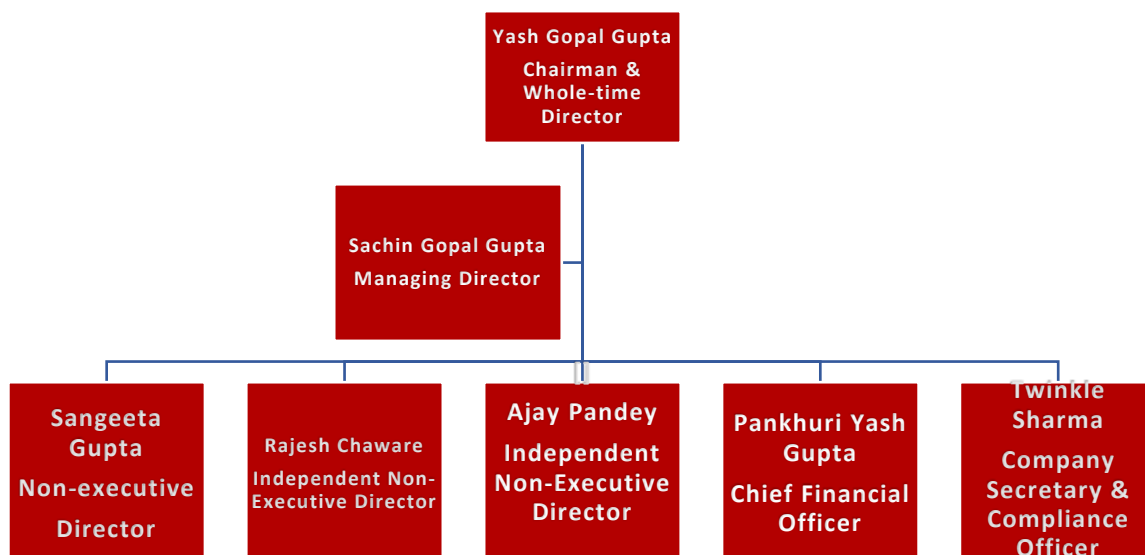 Yash Gopal Gupta
Chairman &
Whole-time
Director
Sachin Gopal Gupta
Managing Director
Sangeeta
Gupta
Non-executive
Director
Rajesh Chaware
Independent Non-
Executive Director
Ajay Pandey
Independent
Non-Executive
Director
Pankhuri Yash
Gupta
Chief Financial
Officer
Twinkle
Sharma
Company
Secretary &
Compliance
Officer